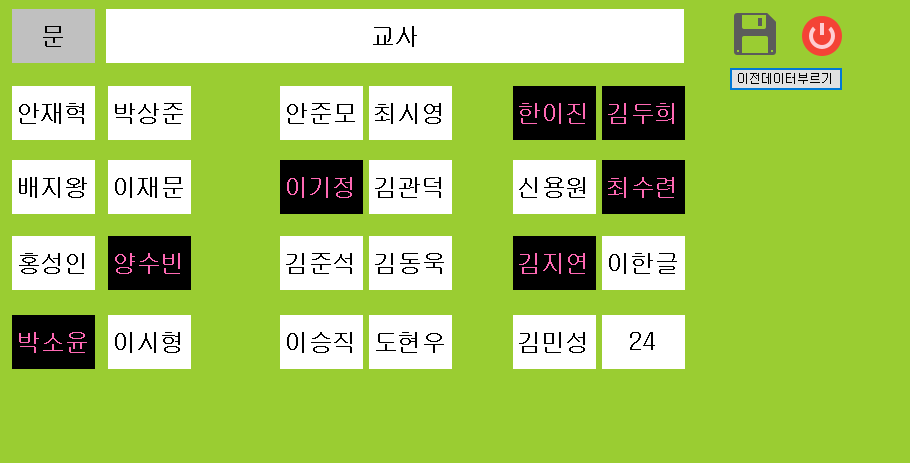 문 교사
이전데이터부르기
안재혁 박상준 안준모 최시영 한이진 김두희
배지왕 이재문 이기정 김관덕 신용원 최수련
홍성인 양수빈 김준석 김동욱 김지연 이한글
박소윤 이시형 이승직 도현우 김민성 24